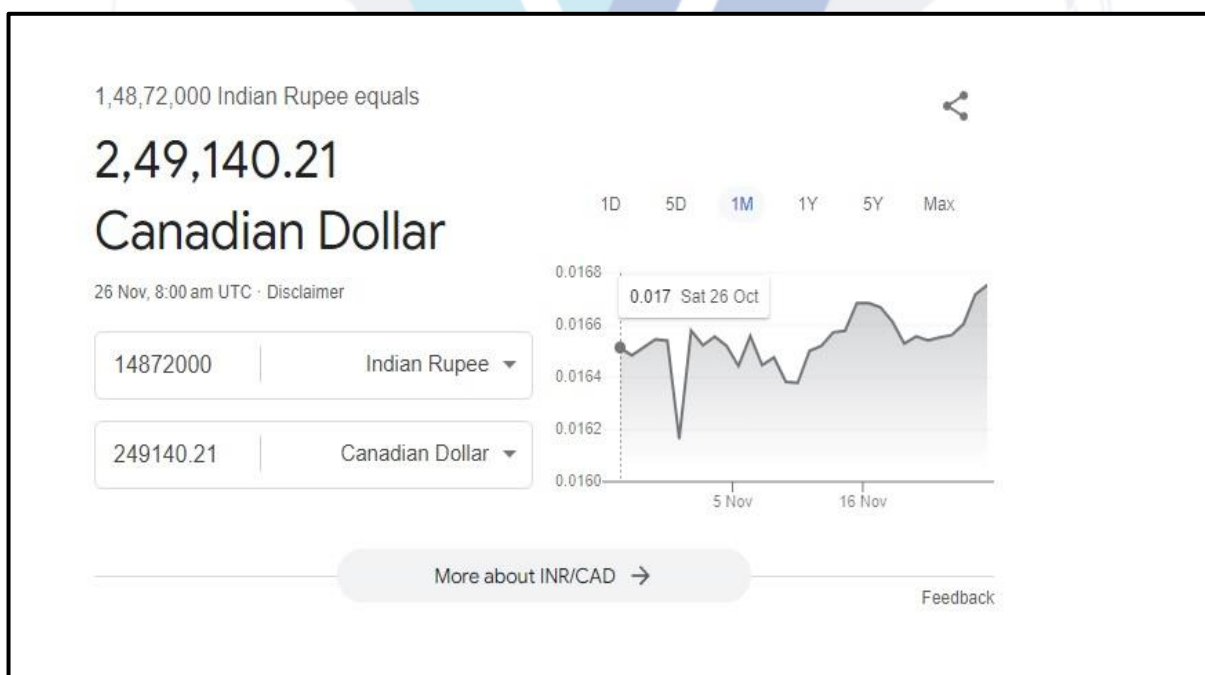 1,48,72,000 Indian Rupee equals
2,49,140.21
Canadian Dollar
26 Nov, 8:00 am UTC · Disclaimer
14872000 Indian Rupee
249140.21 Canadian Dollar
1D 5D 1M 1Y 5Y Max
0.0168
0.017 Sat 26 Oct
0.0166
0.0164
0.0162
0.0160
5 Nov 16 Nov
More about INR/CAD
Feedback